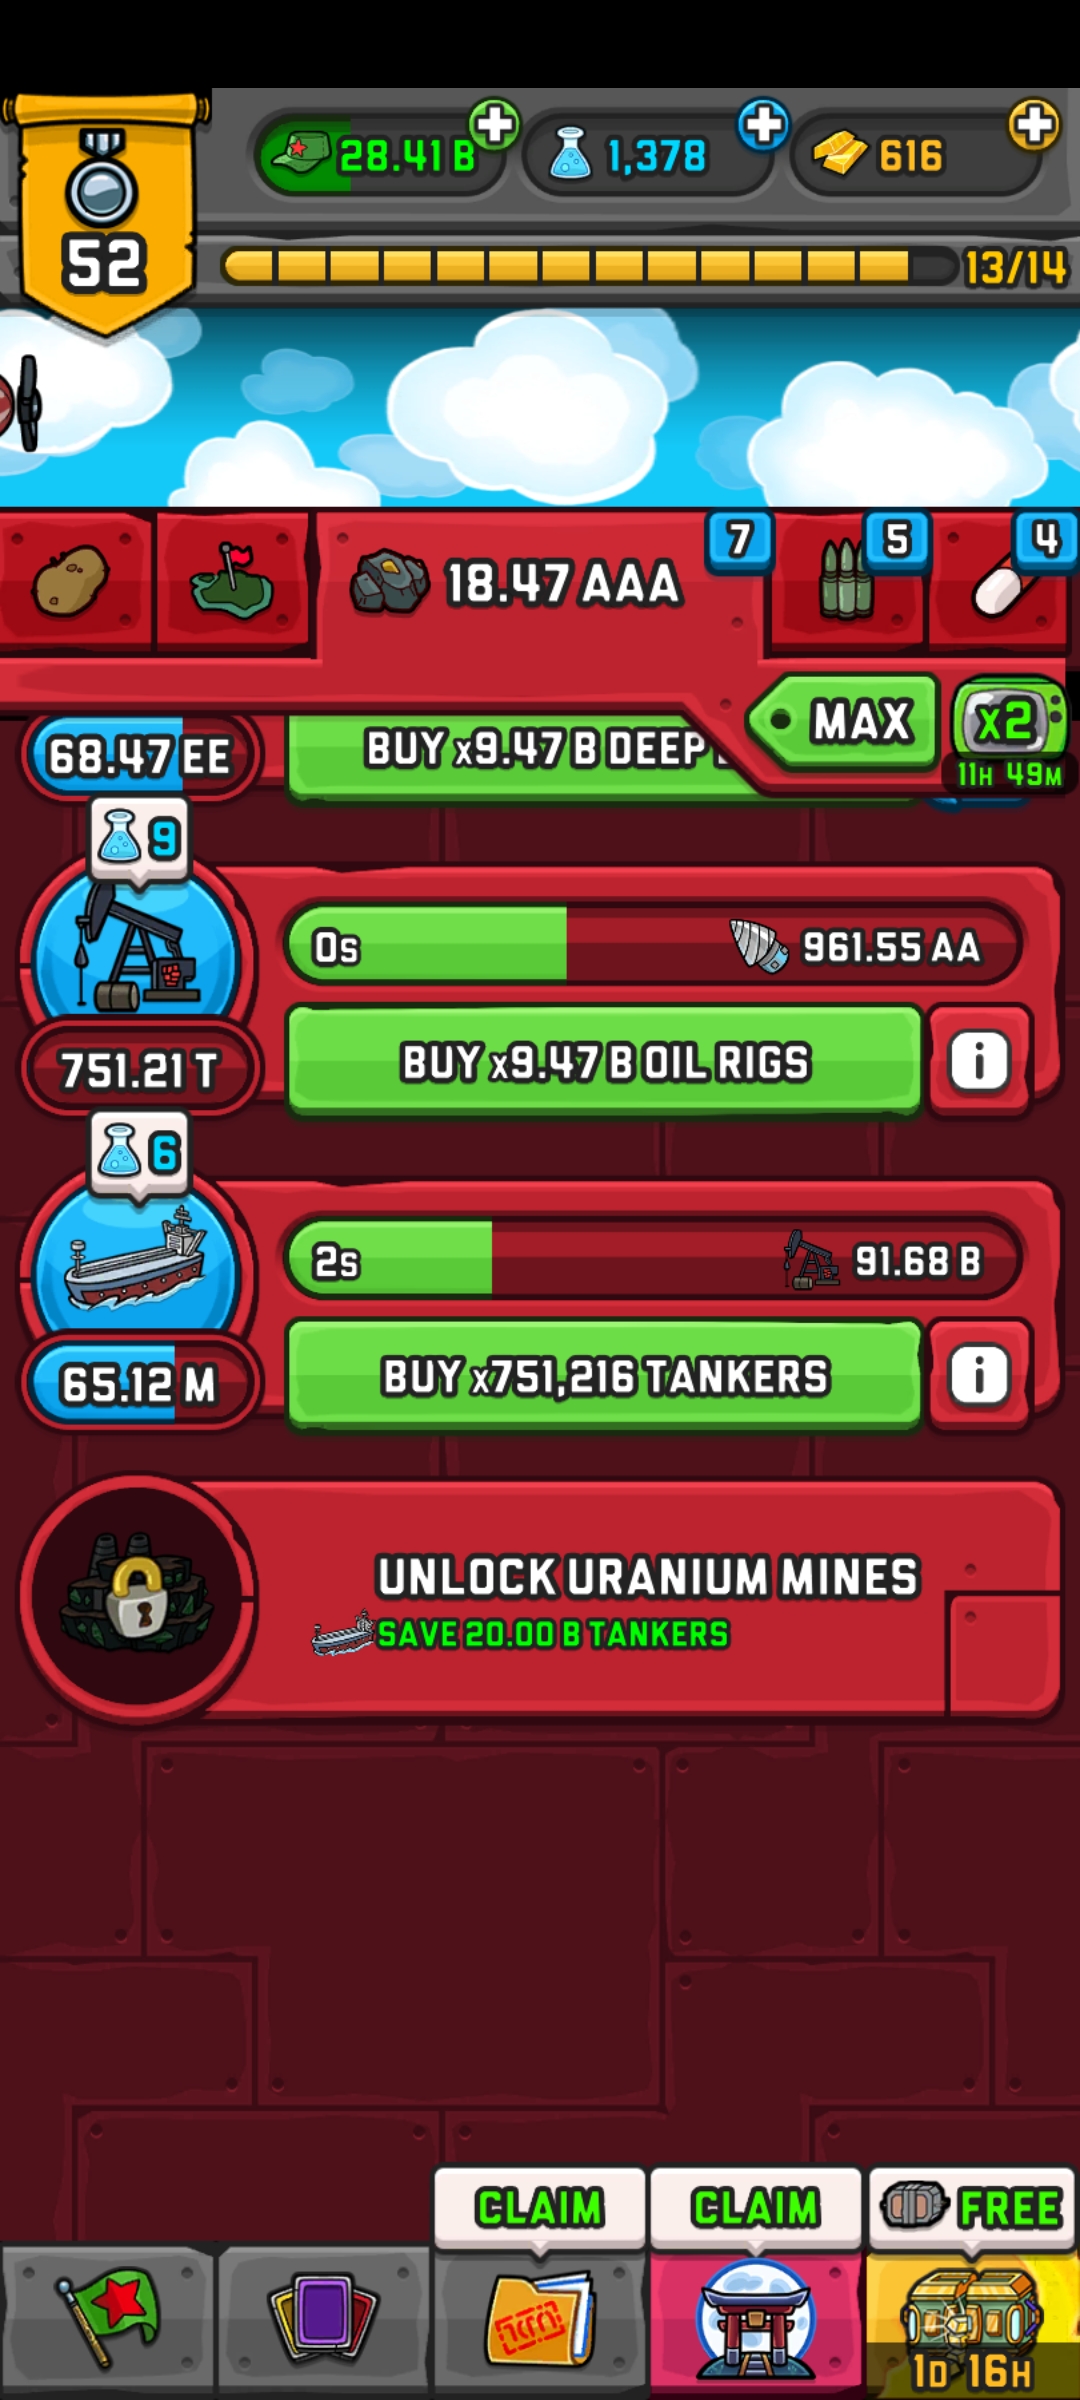 28.41 B
1,378
616
52
13/14
7
5
4
18.47 AAA
MAX
x2
11H 49M
68.47 EE
BUY x9.47 B DEEP
9
0s
961.55 AA
751.21 T
BUY x9.47 B OIL RIGS
i
6
2s
91.68 B
65.12 M
BUY x751,216 TANKERS
i
UNLOCK URANIUM MINES
SAVE 20.00 B TANKERS
CLAIM
CLAIM
FREE
1D 16H